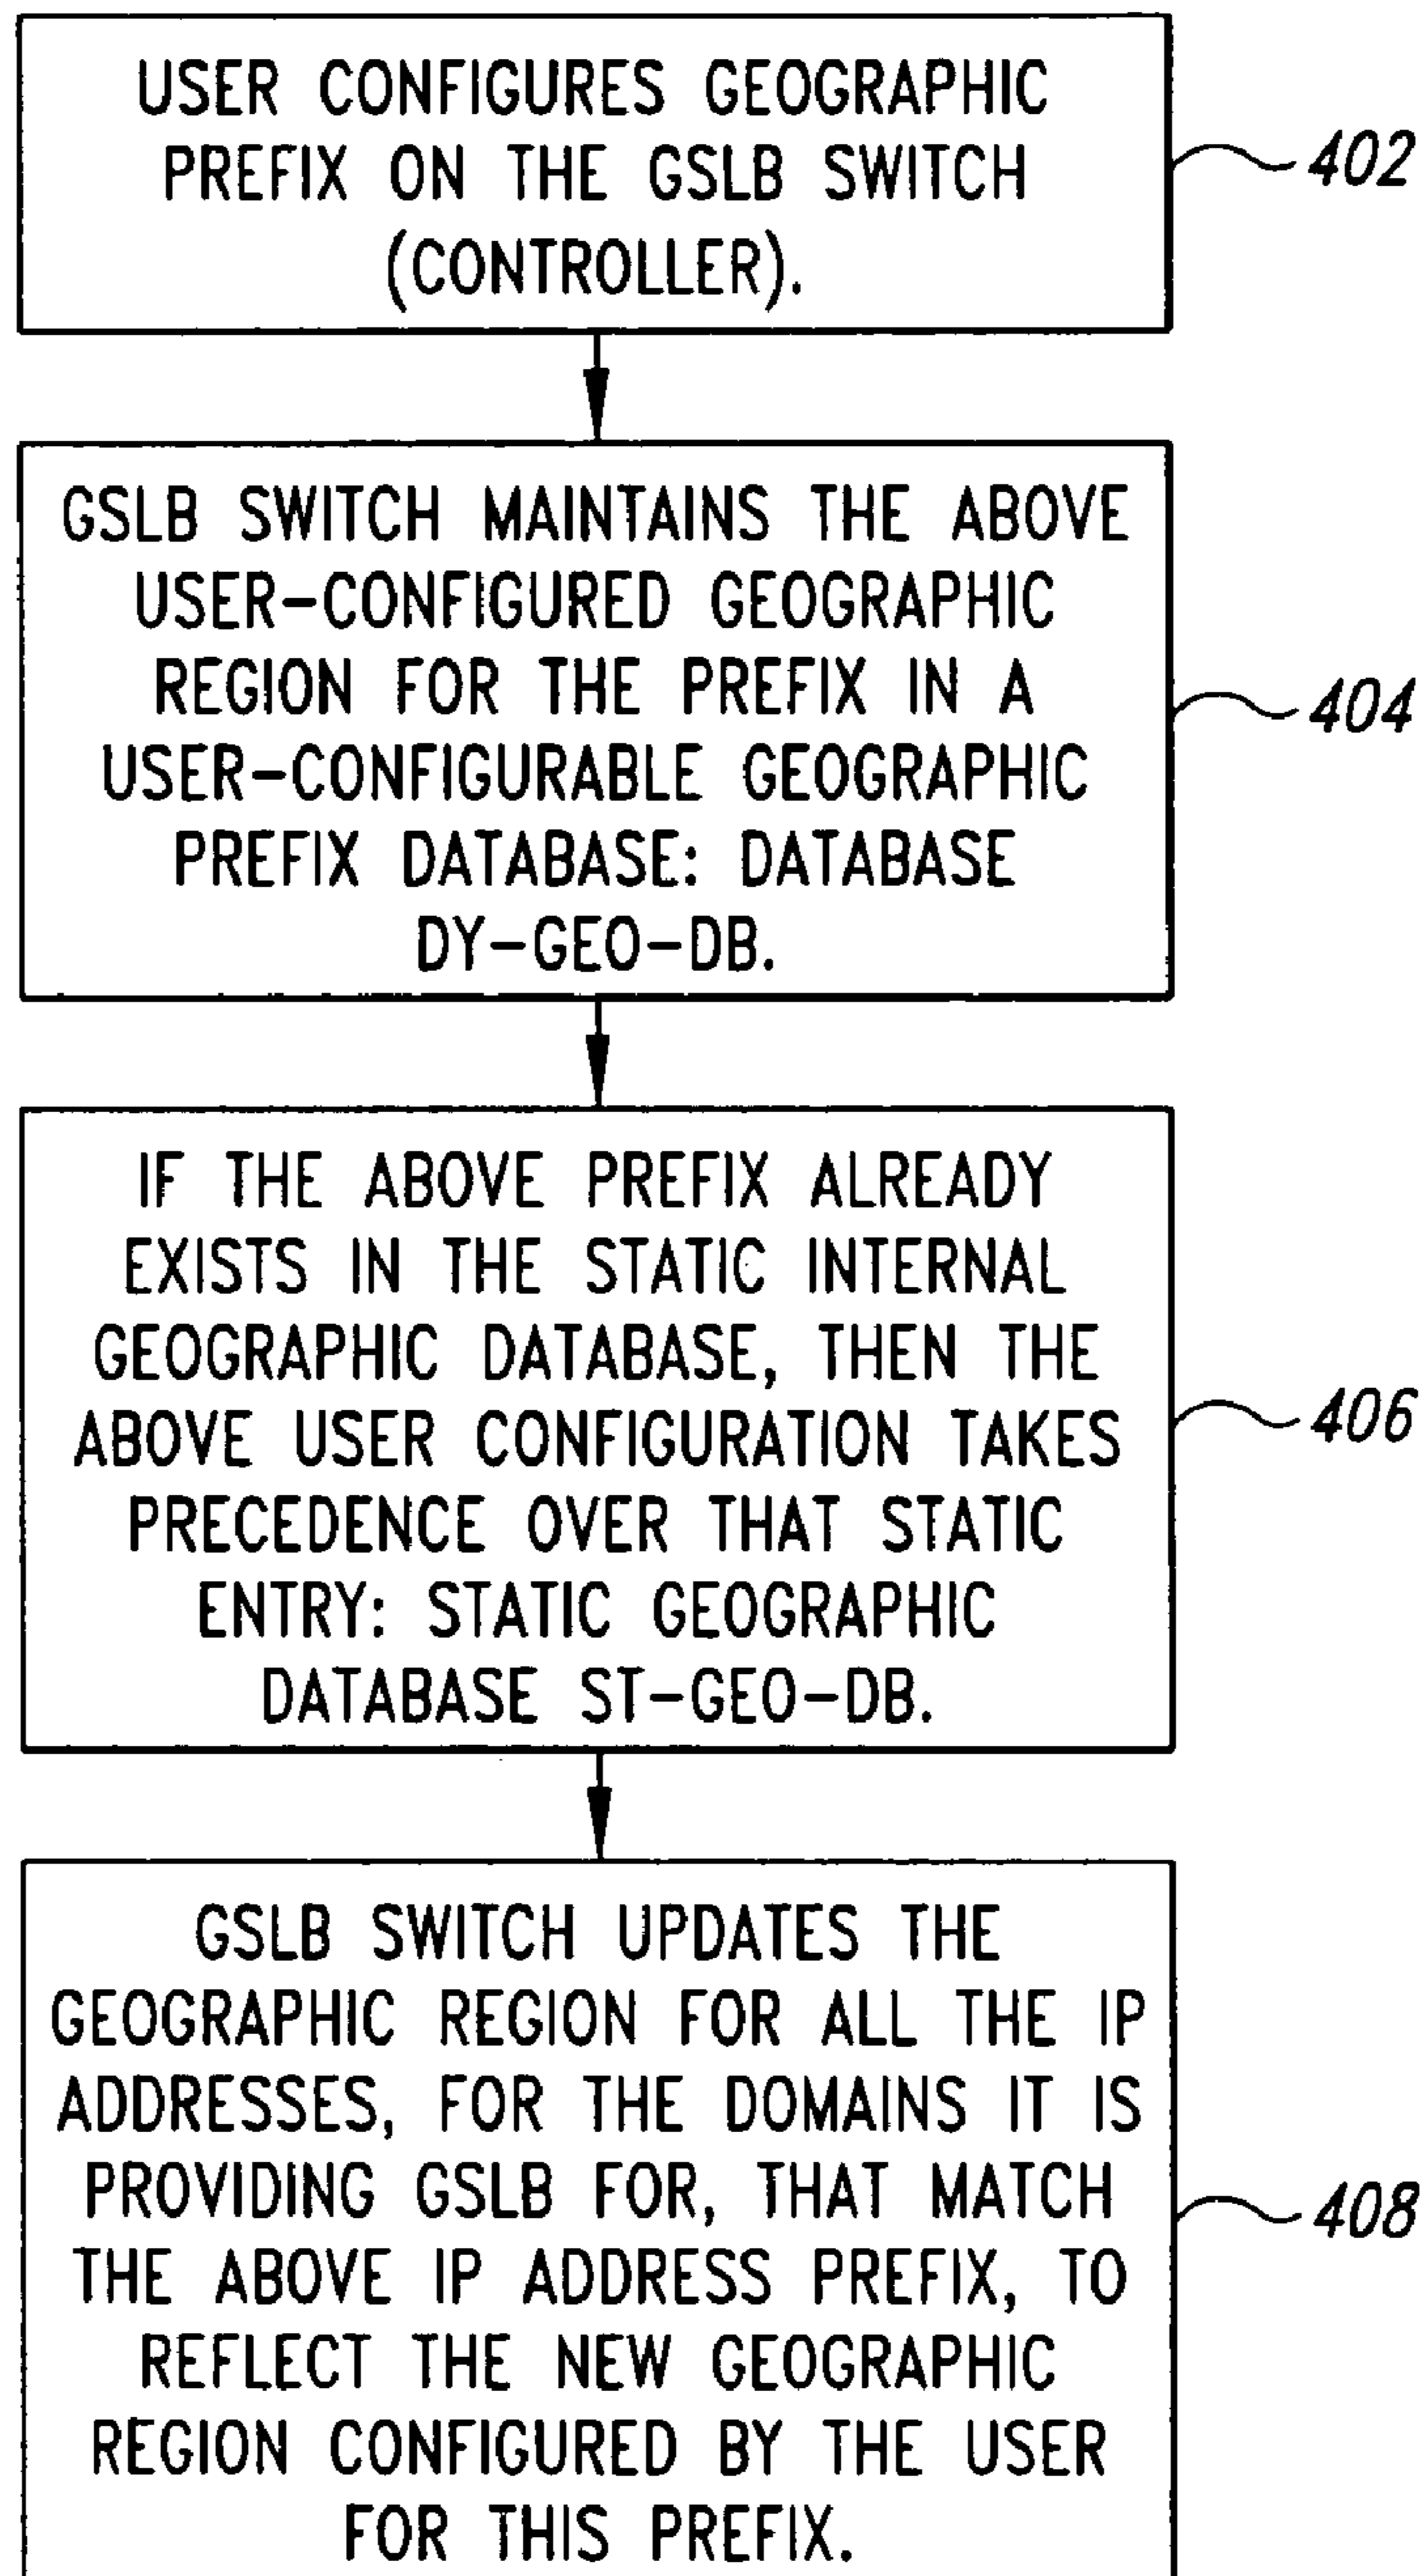 USER CONFIGURES GEOGRAPHIC
PREFIX ON THE GSLB SWITCH
(CONTROLLER).
402
GSLB SWITCH MAINTAINS THE ABOVE
USER-CONFIGURED GEOGRAPHIC
REGION FOR THE PREFIX IN A
USER-CONFIGURABLE GEOGRAPHIC
PREFIX DATABASE: DATABASE
DY-GEO-DB.
404
IF THE ABOVE PREFIX ALREADY
EXISTS IN THE STATIC INTERNAL
GEOGRAPHIC DATABASE, THEN THE
ABOVE USER CONFIGURATION TAKES
PRECEDENCE OVER THAT STATIC
ENTRY: STATIC GEOGRAPHIC
DATABASE ST-GEO-DB.
406
GSLB SWITCH UPDATES THE
GEOGRAPHIC REGION FOR ALL THE IP
ADDRESSES, FOR THE DOMAINS IT IS
PROVIDING GSLB FOR, THAT MATCH
THE ABOVE IP ADDRESS PREFIX, TO
REFLECT THE NEW GEOGRAPHIC
REGION CONFIGURED BY THE USER
FOR THIS PREFIX.
408